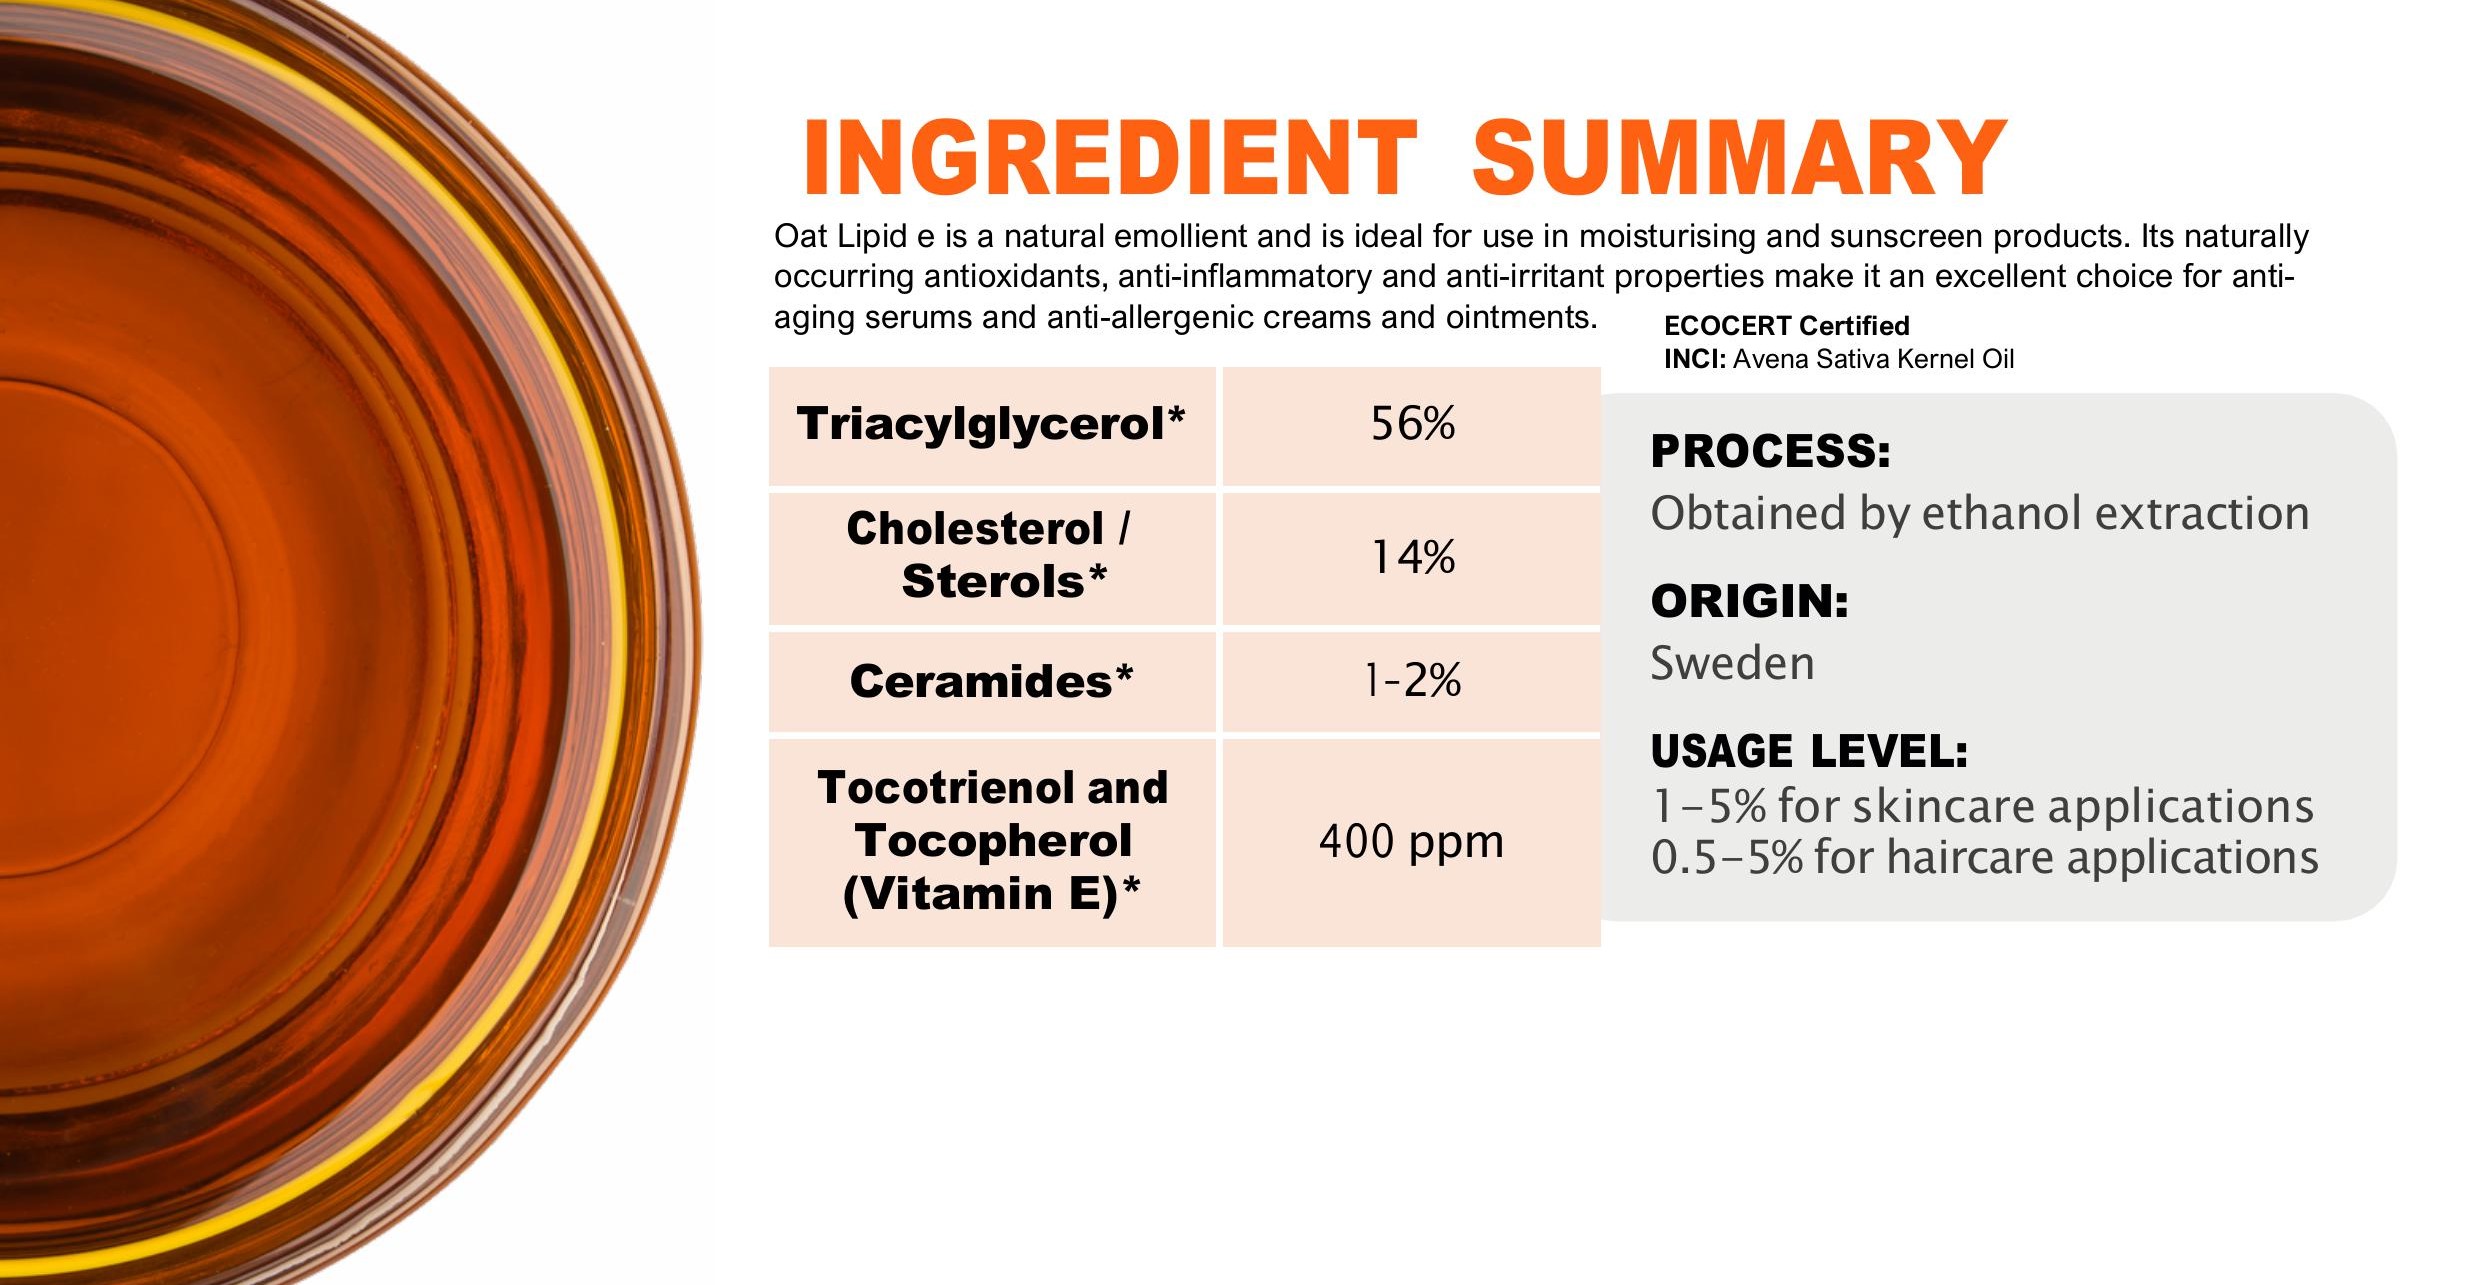 INGREDIENT SUMMARY
Oat Lipid e is a natural emollient and is ideal for use in moisturising and sunscreen products. Its naturally
occurring antioxidants, anti-inflammatory and anti-irritant properties make it an excellent choice for anti-
aging serums and anti-allergenic creams and ointments.
ECOCERT Certified
INCI: Avena Sativa Kernel Oil
Triacylglycerol* 56%
Cholesterol /
Sterols* 14%
Ceramides* 1-2%
Tocotrienol and
Tocopherol
(Vitamin E)* 400 ppm
PROCESS:
Obtained by ethanol extraction
ORIGIN:
Sweden
USAGE LEVEL:
1–5% for skincare applications
0.5–5% for haircare applications